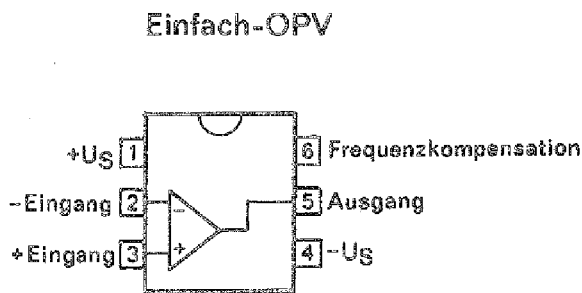 Einfach-OPV
+US 1
6 Frequenzkompensation
-Eingang 2
-
5 Ausgang
+Eingang 3
+
4 -US